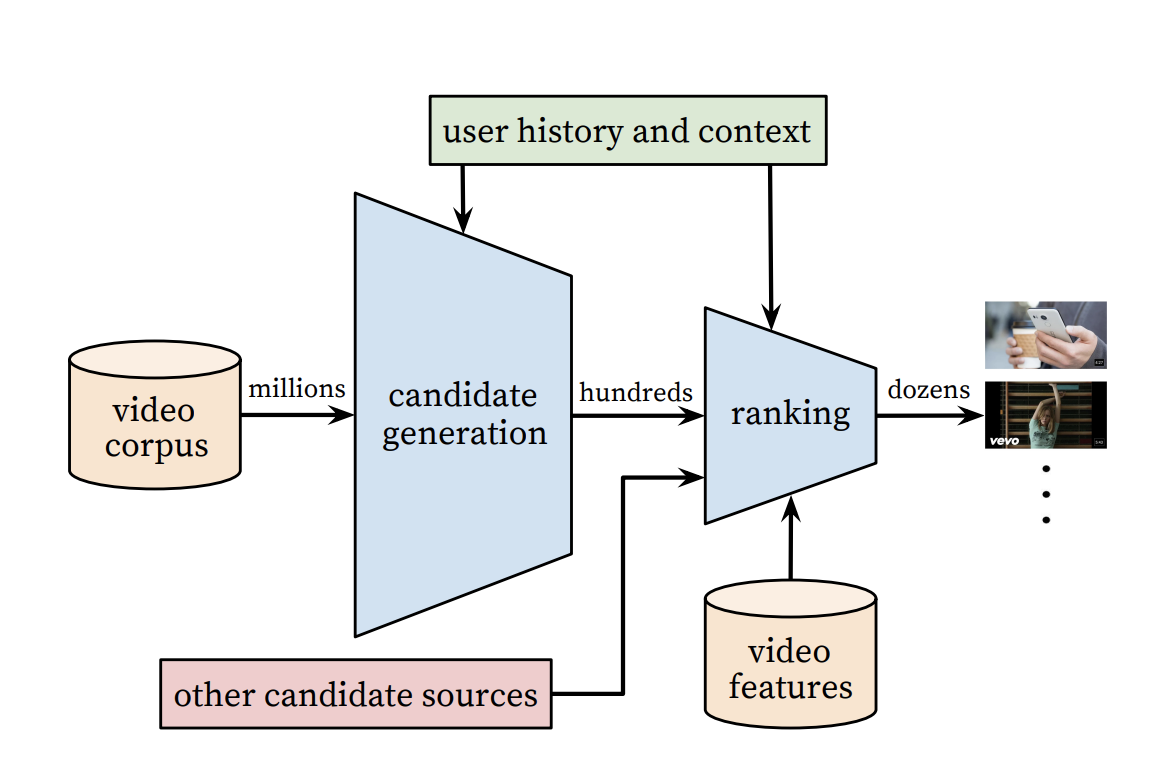 user history and context
video
corpus
millions
candidate
generation
hundreds
ranking
dozens
vevo
other candidate sources
video
features